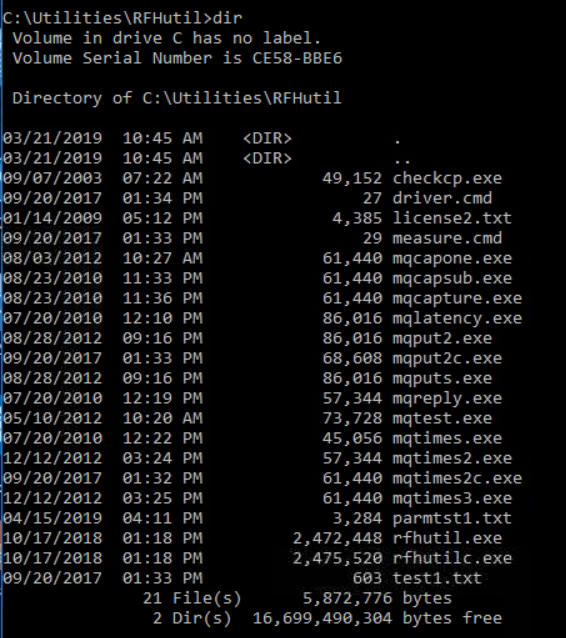 C:\Utilities\RFHutil>dir
 Volume in drive C has no label.
 Volume Serial Number is CE58-BBE6

 Directory of C:\Utilities\RFHutil

03/21/2019  10:45 AM    <DIR>          .
03/21/2019  10:45 AM    <DIR>          ..
09/07/2003  07:22 AM            49,152 checkcp.exe
09/20/2017  01:34 PM                27 driver.cmd
01/14/2009  05:12 PM             4,385 license2.txt
09/20/2017  01:33 PM                29 measure.cmd
08/03/2012  10:27 AM            61,440 mqcapone.exe
08/23/2010  11:33 PM            61,440 mqcapsub.exe
08/23/2010  11:36 PM            61,440 mqcapture.exe
07/20/2010  12:10 PM            86,016 mqlatency.exe
08/28/2012  09:16 PM            86,016 mqput2.exe
09/20/2017  01:33 PM            68,608 mqput2c.exe
08/28/2012  09:16 PM            86,016 mqputs.exe
07/20/2010  12:19 PM            57,344 mqreply.exe
05/10/2012  10:20 AM            73,728 mqtest.exe
07/20/2010  12:22 PM            45,056 mqtimes.exe
12/12/2012  03:24 PM            57,344 mqtimes2.exe
09/20/2017  01:32 PM            61,440 mqtimes2c.exe
12/12/2012  03:25 PM            61,440 mqtimes3.exe
04/15/2019  04:11 PM             3,284 parmtst1.txt
10/17/2018  01:18 PM         2,472,448 rfhutil.exe
10/17/2018  01:18 PM         2,475,520 rfhutilc.exe
09/20/2017  01:33 PM               603 test1.txt
              21 File(s)      5,872,776 bytes
               2 Dir(s)  16,699,490,304 bytes free